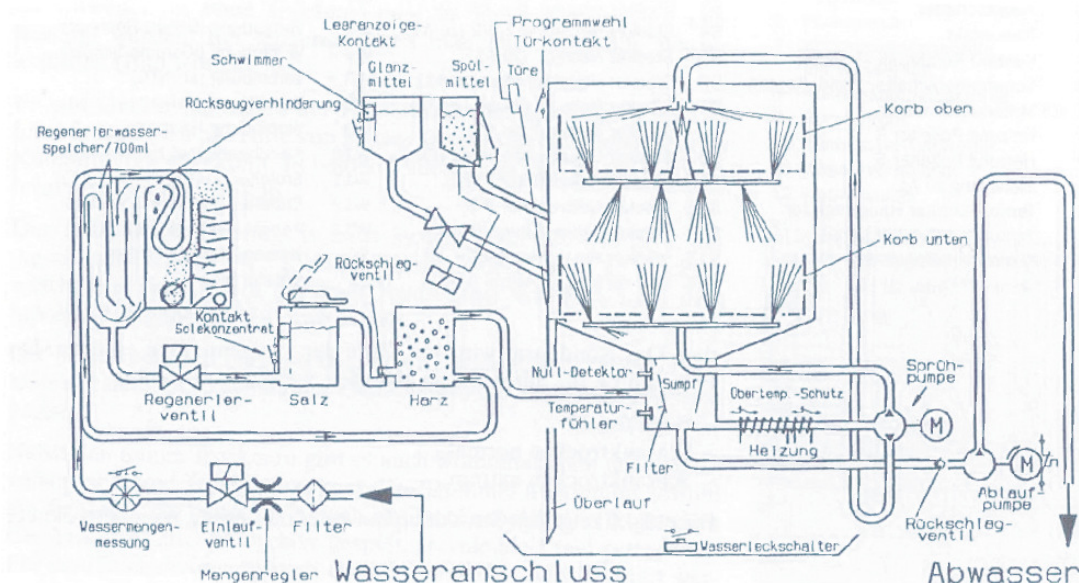 Learanzeige-
Kontakt
Programmwahl
Türkontakt
Schwimmer
Glanz-
mittel
Spül-
mittel
Türe
Rücksaugverhinderung
Korb oben
Regenerierwasser-
speicher/700ml
Korb unten
Rückschlag-
ventil
Kontakt
Solekonzentrat
Null-Detektor
Sumpf
Übertemp.-Schutz
Sprüh-
pumpe
Regenerier-
ventil
Salz
Harz
Temperatur-
fühler
M
Filter
Heizung
M
Überlauf
Ablauf-
pumpe
Wassermengen-
messung
Einlauf-
ventil
Filter
Rückschlag-
ventil
Wasserleckschalter
Mengenregler
Wasseranschluss
Abwasser